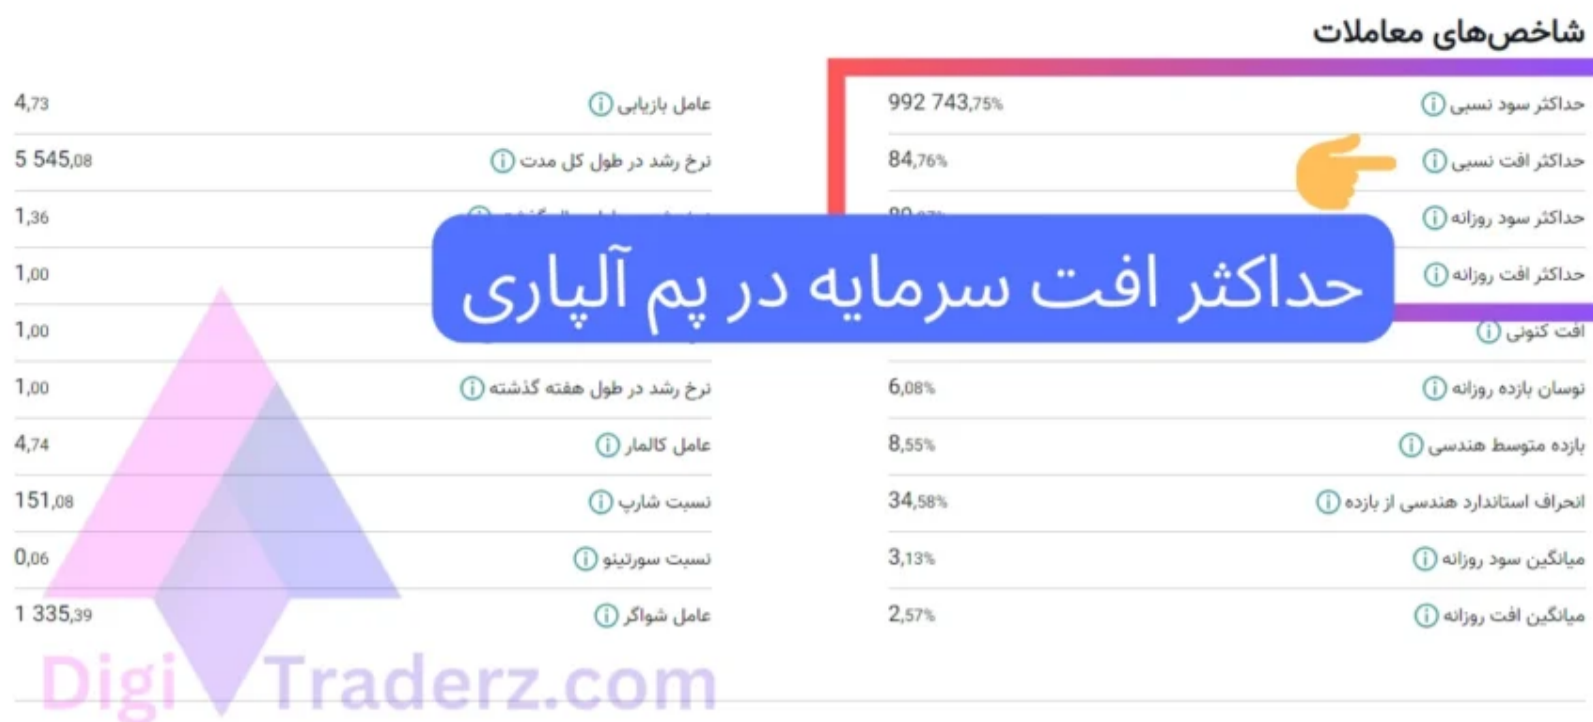 شاخص‌های معاملات
حداکثر سود نسبی 992 743,75%
عامل بازیابی 4,73
حداکثر افت نسبی 84,76%
نرخ رشد در طول کل مدت 5 545,08
حداکثر سود روزانه
1,36
حداکثر افت روزانه
1,00
حداکثر افت سرمایه در پم آلپاری
افت کنونی
1,00
نوسان بازده روزانه 6,08%
نرخ رشد در طول هفته گذشته 1,00
بازده متوسط هندسی 8,55%
عامل کالمار 4,74
انحراف استاندارد هندسی از بازده 34,58%
نسبت شارپ 151,08
میانگین سود روزانه 3,13%
نسبت سورتینو 0,06
میانگین افت روزانه 2,57%
عامل شواگر 1 335,39
Digi Traderz.com